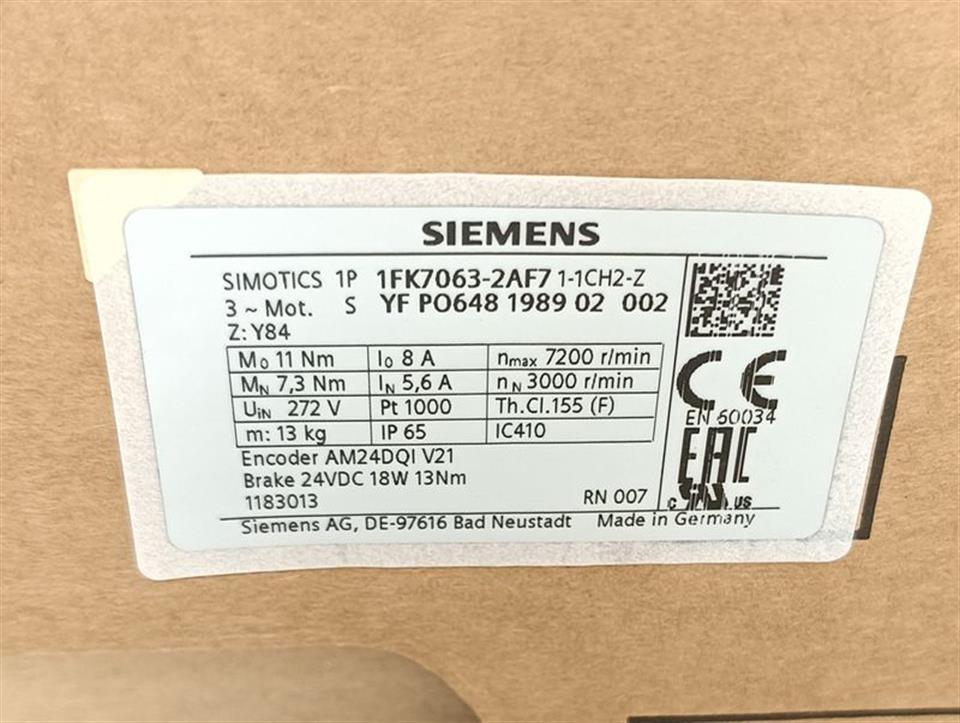 SIEMENS
SIMOTICS 1P 1FK7063-2AF71-1CH2-Z
3 ~ Mot. S YF P0648 1989 02 002
Z: Y84
M0 11 Nm I0 8 A nmax 7200 r/min
MN 7,3 Nm IN 5,6 A nN 3000 r/min
UiN 272 V Pt 1000 Th.Cl.155 (F)
m: 13 kg IP 65 IC410
CE
EN 60034
EAC
Encoder AM24DQI V21
Brake 24VDC 18W 13Nm
1183013 RN 007
C US
Siemens AG, DE-97616 Bad Neustadt Made in Germany